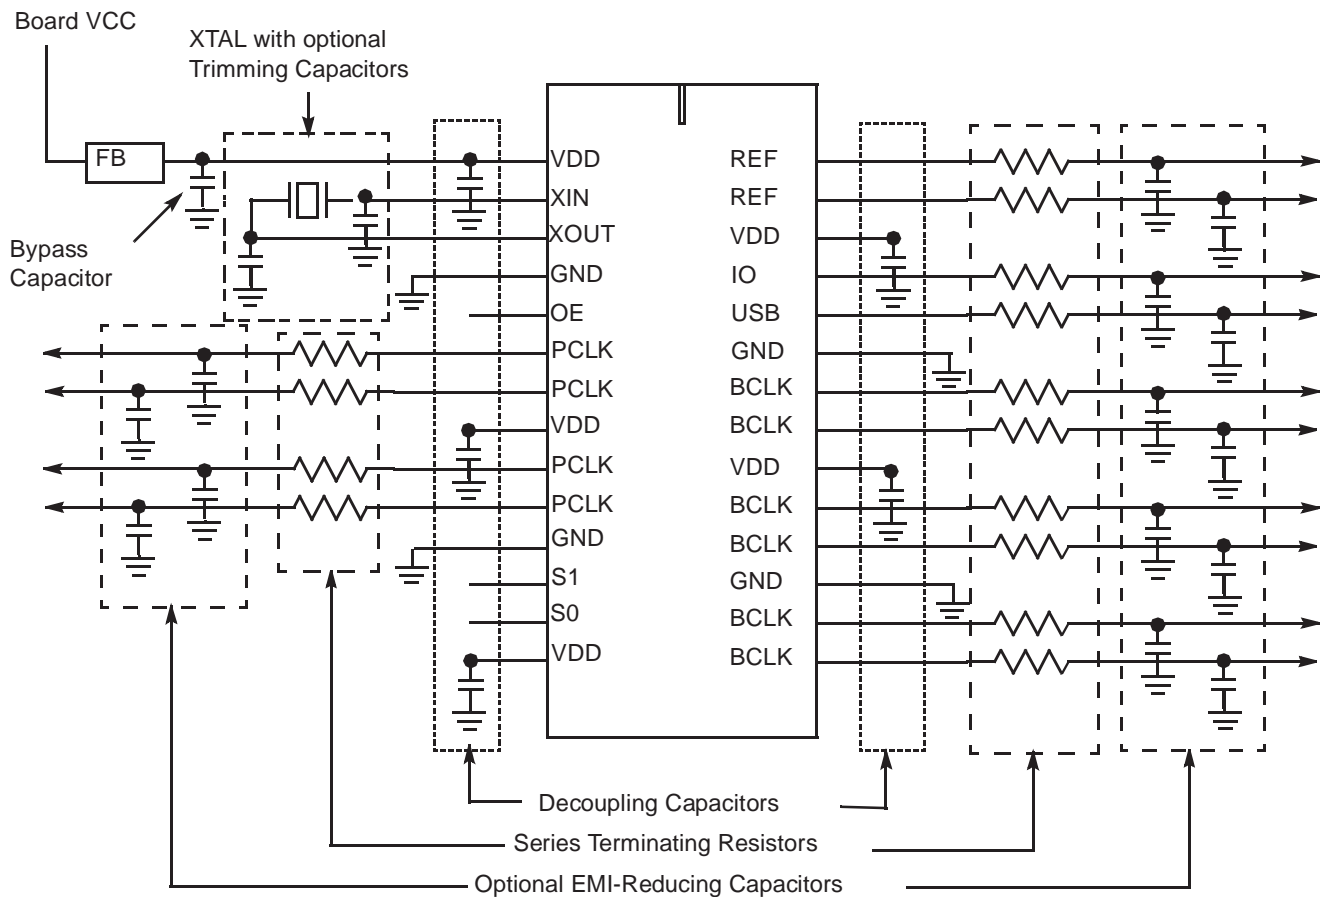 Board VCC
XTAL with optional
Trimming Capacitors
FB
Bypass
Capacitor
VDD
XIN
XOUT
GND
OE
PCLK
PCLK
VDD
PCLK
PCLK
GND
S1
S0
VDD
REF
REF
VDD
IO
USB
GND
BCLK
BCLK
VDD
BCLK
BCLK
GND
BCLK
BCLK
Decoupling Capacitors
Series Terminating Resistors
Optional EMI-Reducing Capacitors